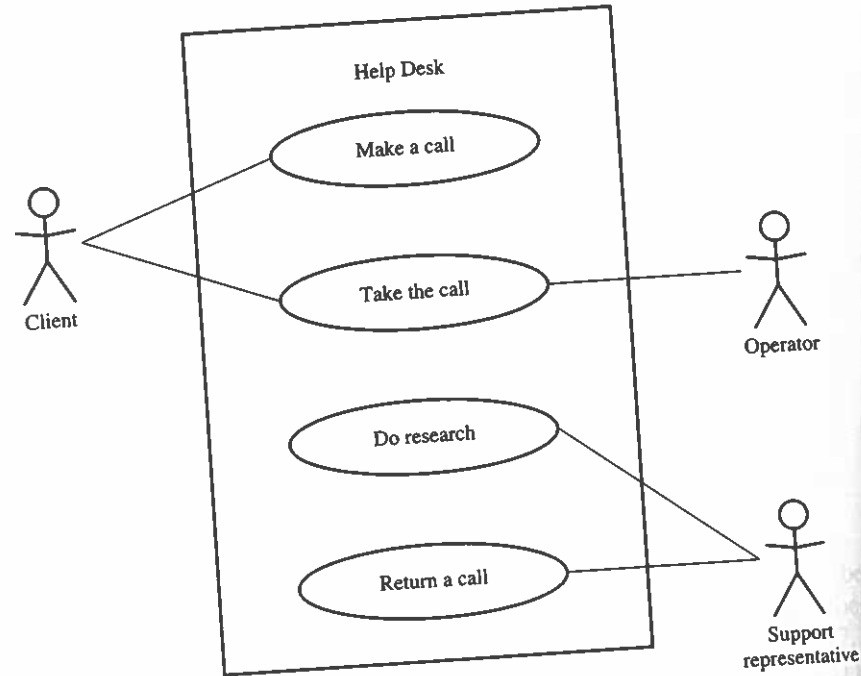 Help Desk
Make a call
Client
Take the call
Operator
Do research
Return a call
Support
representative